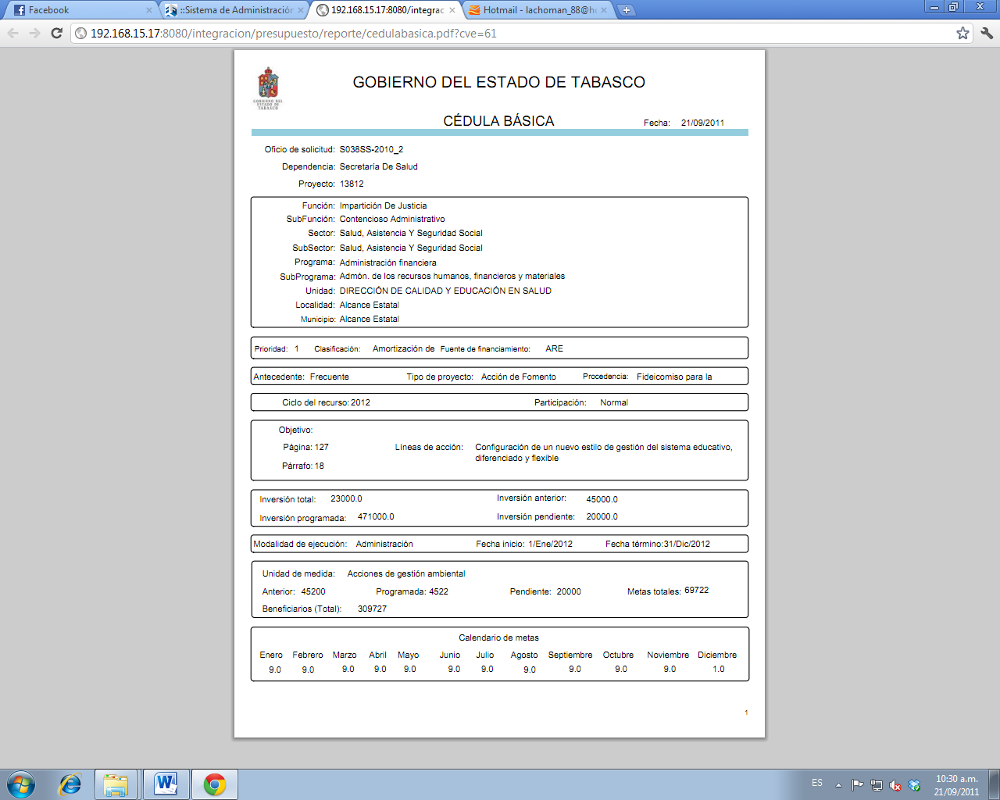 Facebook
::Sistema de Administración
192.168.15.17:8080/integrac
Hotmail - lachoman_88@ho
192.168.15.17:8080/integracion/presupuesto/reporte/cedulabasica.pdf?cve=61
GOBIERNO DEL ESTADO DE TABASCO
GOBIERNO DEL
ESTADO DE
TABASCO
CÉDULA BÁSICA
Fecha: 21/09/2011
Oficio de solicitud: S038SS-2010_2
Dependencia: Secretaría De Salud
Proyecto: 13812
Función: Impartición De Justicia
SubFunción: Contencioso Administrativo
Sector: Salud, Asistencia Y Seguridad Social
SubSector: Salud, Asistencia Y Seguridad Social
Programa: Administración financiera
SubPrograma: Admón. de los recursos humanos, financieros y materiales
Unidad: DIRECCIÓN DE CALIDAD Y EDUCACIÓN EN SALUD
Localidad: Alcance Estatal
Municipio: Alcance Estatal
Prioridad: 1 Clasificación: Amortización de Fuente de financiamiento: ARE
Antecedente: Frecuente Tipo de proyecto: Acción de Fomento Procedencia: Fideicomiso para la
Ciclo del recurso: 2012 Participación: Normal
Objetivo:
Página: 127 Líneas de acción: Configuración de un nuevo estilo de gestión del sistema educativo,
diferenciado y flexible
Párrafo: 18
Inversión total: 23000.0 Inversión anterior: 45000.0
Inversión programada: 471000.0 Inversión pendiente: 20000.0
Modalidad de ejecución: Administración Fecha inicio: 1/Ene/2012 Fecha término:31/Dic/2012
Unidad de medida: Acciones de gestión ambiental
Anterior: 45200 Programada: 4522 Pendiente: 20000 Metas totales: 69722
Beneficiarios (Total): 309727
Calendario de metas
Enero Febrero Marzo Abril Mayo Junio Julio Agosto Septiembre Octubre Noviembre Diciembre
9.0 9.0 9.0 9.0 9.0 9.0 9.0 9.0 9.0 9.0 9.0 1.0
1
ES
10:30 a.m.
21/09/2011